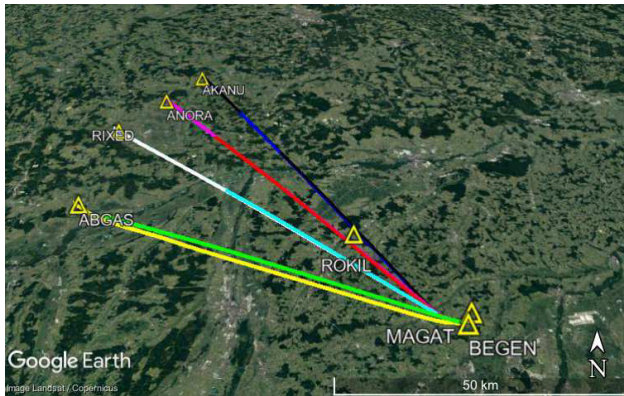 AKANU
ANORA
RIXED
ABGAS
ROKIL
MAGAT
BEGEN
N
Google Earth
Image Landsat / Copernicus
50 km